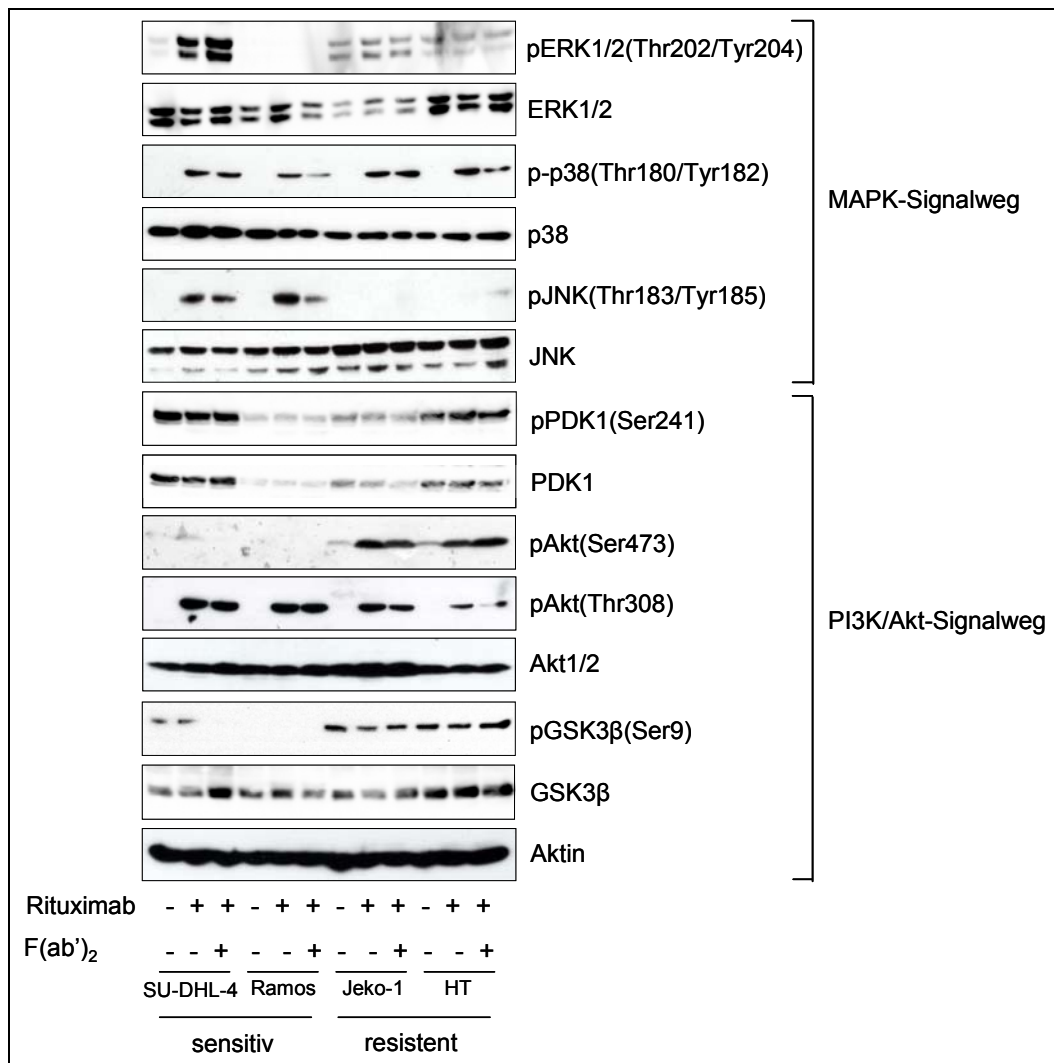 pERK1/2(Thr202/Tyr204)
ERK1/2
p-p38(Thr180/Tyr182)
p38
pJNK(Thr183/Tyr185)
JNK
MAPK-Signalweg
pPDK1(Ser241)
PDK1
pAkt(Ser473)
pAkt(Thr308)
Akt1/2
pGSK3β(Ser9)
GSK3β
Aktin
PI3K/Akt-Signalweg
Rituximab - + + - + + - + + - + +
F(ab')₂ - - + - - + - - + - - +
SU-DHL-4 Ramos Jeko-1 HT
sensitiv resistent